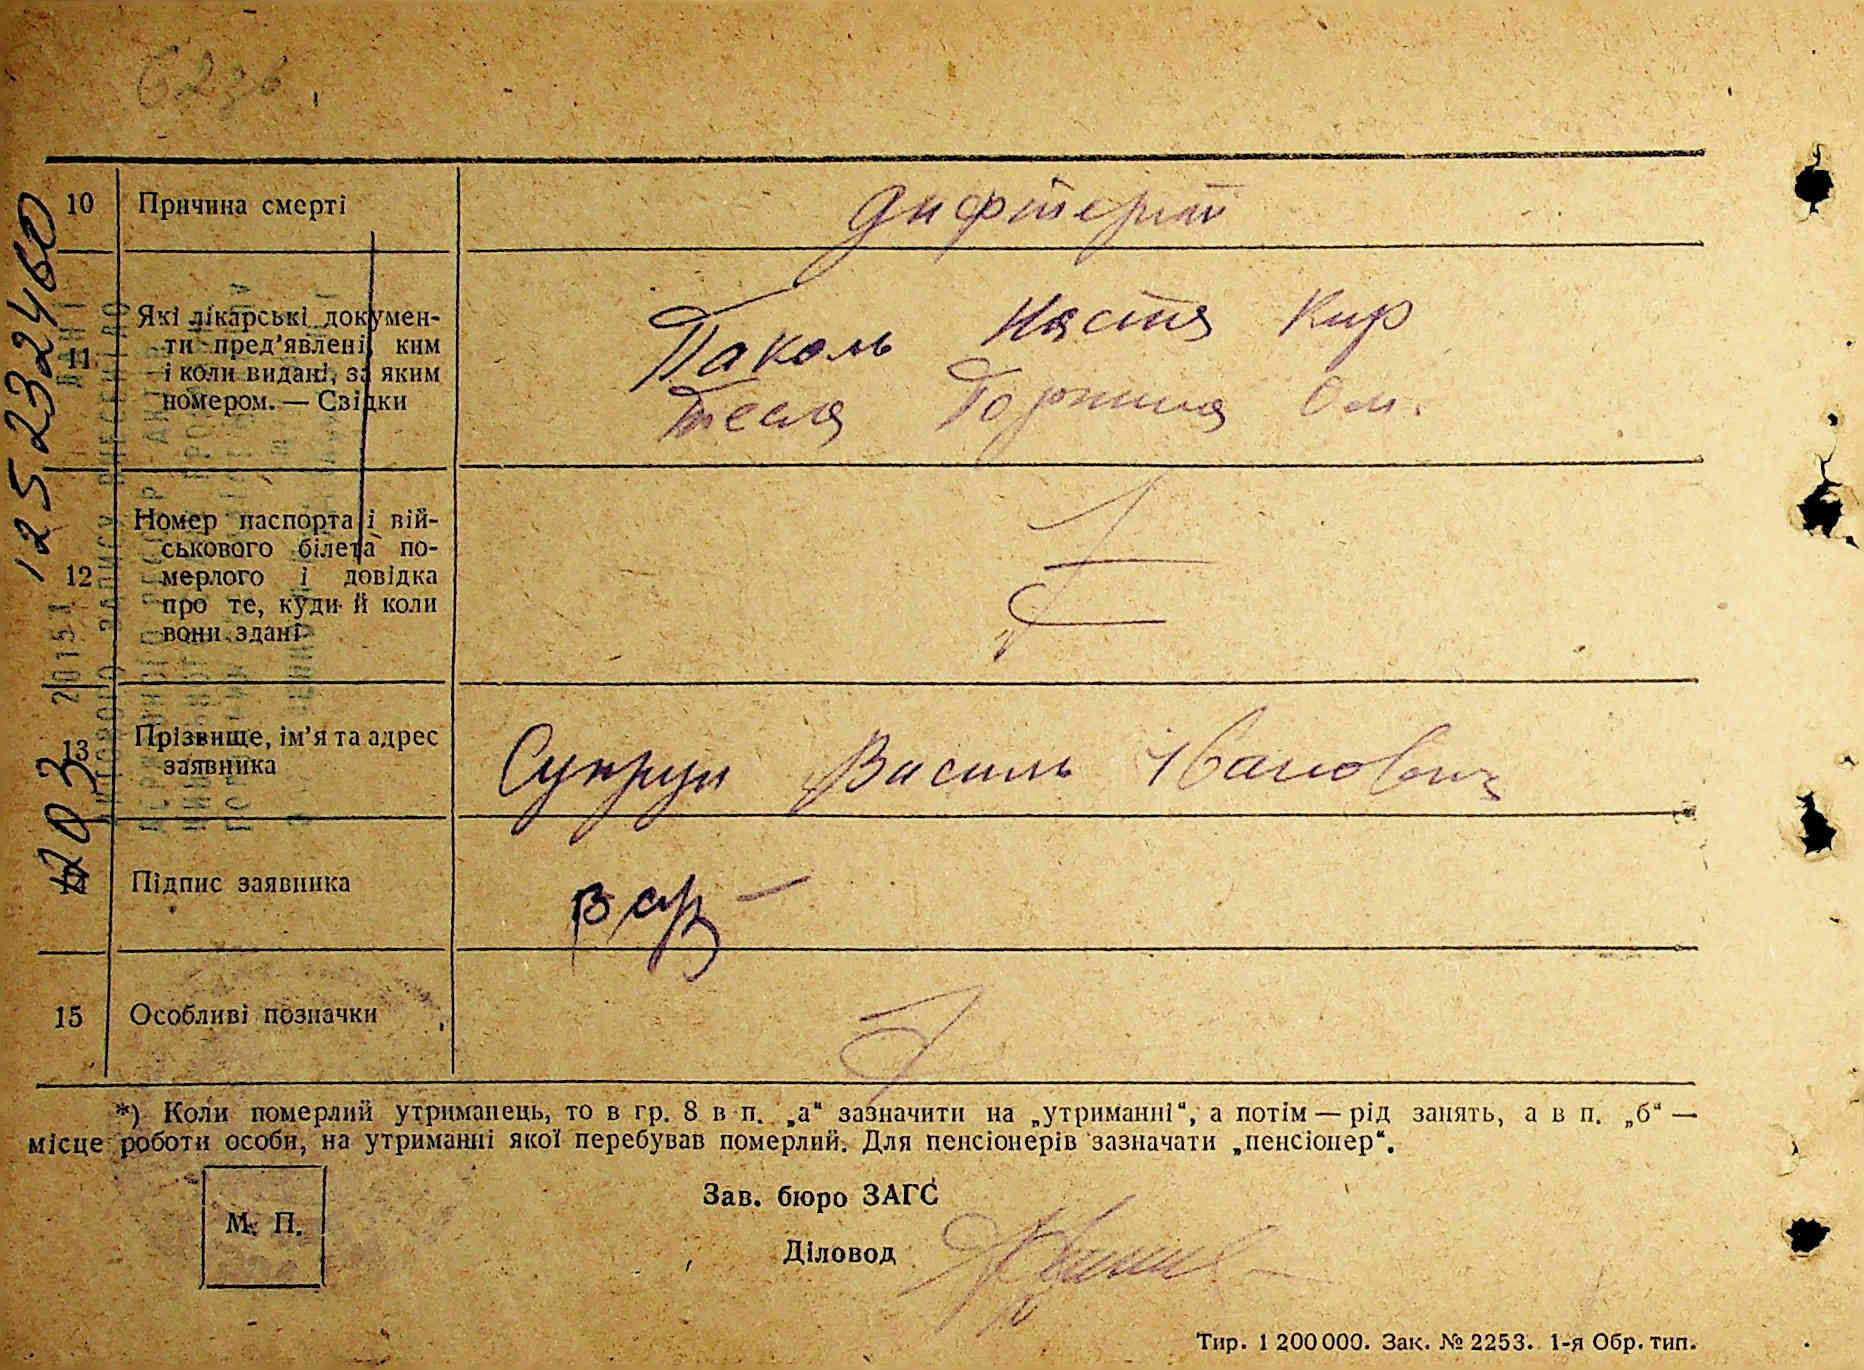 6236
10 Причина смерті дифтерит
11 Які лікарські докумен-
ти пред’явлені, ким
і коли видані, за яким
номером. — Свідки
Настя Кир
Тесля Ом.
12 Номер паспорта і вій-
ськового білета по-
мерлого і довідка
про те, куди й коли
вони здані
13 Прізвище, ім’я та адрес
заявника
Супрун Василь Іванович
14 Підпис заявника
15 Особливі позначки
*) Коли померлий утриманець, то в гр. 8 в п. „а“ зазначити на „утриманні“, а потім — рід занять, а в п. „б“ —
місце роботи особи, на утриманні якої перебував померлий. Для пенсіонерів зазначати „пенсіонер“.
М. П.
Зав. бюро ЗАГС
Діловод
Тир. 1 200 000. Зак. № 2253. 1-я Обр. тип.
125232460
203